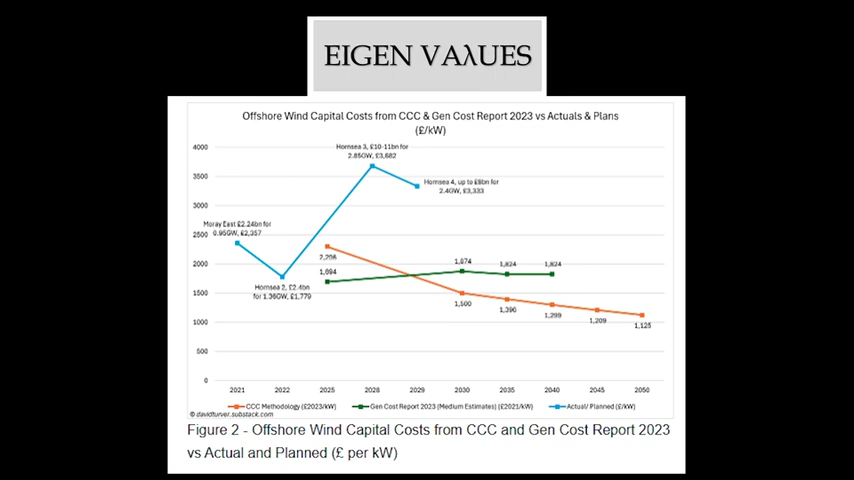 EIGEN VAλUES
Offshore Wind Capital Costs from CCC & Gen Cost Report 2023 vs Actuals & Plans
(£/kW)
4000
3500
3000
2500
2000
1500
1000
500
0
Hornsea 3, £10-11bn for
2.85GW, £3,682
Hornsea 4, up to £8bn for
2.4GW, £3,333
Moray East £2.24bn for
0.95GW, £2,357
Hornsea 2, £2.4bn
for 1.36GW, £1,779
2,296
1,694
1,874
1,824
1,824
1,500
1,396
1,299
1,209
1,125
2021 2022 2025 2028 2029 2030 2035 2040 2045 2050
CCC Methodology (£2023/kW) Gen Cost Report 2023 (Medium Estimates) (£2021/kW) Actual/ Planned (£/kW)
© davidturver.substack.com
Figure 2 - Offshore Wind Capital Costs from CCC and Gen Cost Report 2023
vs Actual and Planned (£ per kW)